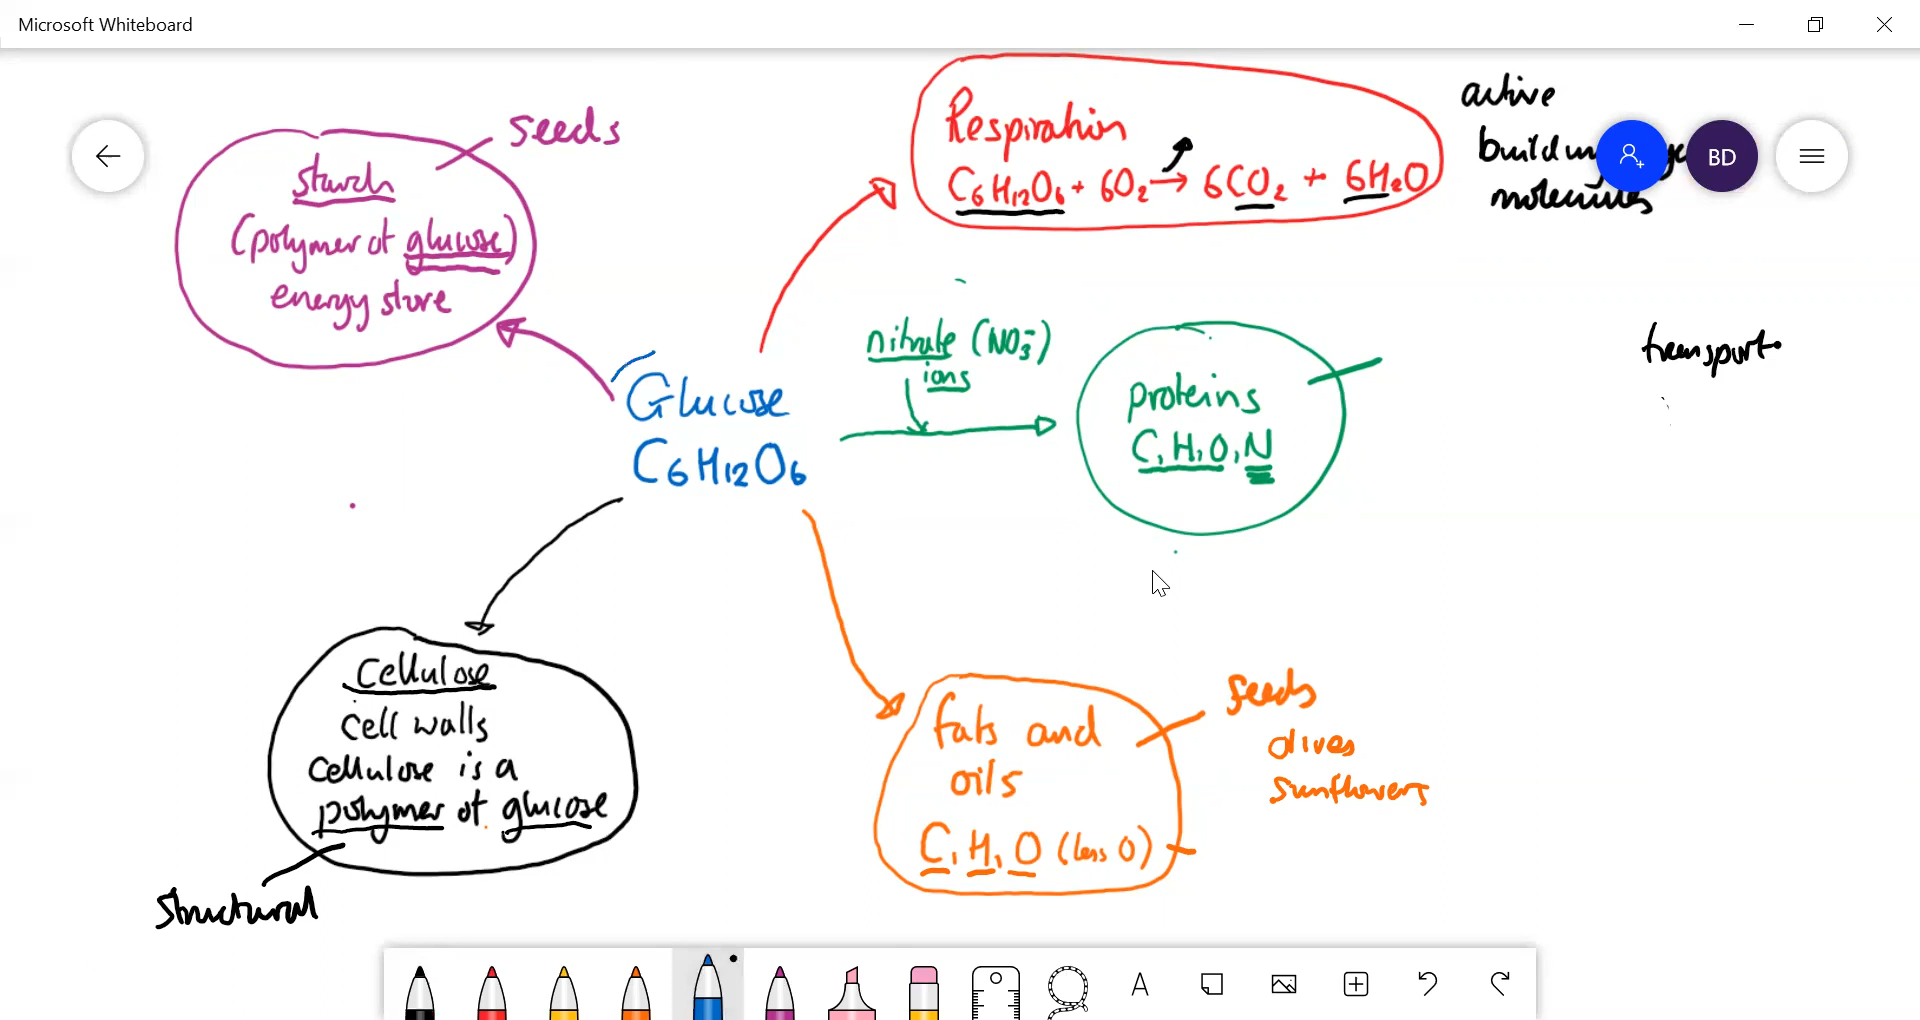 Microsoft Whiteboard
BD
seeds
starch
(polymer of glucose)
energy store
Respiration
C6H12O6 + 6O2 → 6CO2 + 6H2O
active
building
molecules
transport
nitrate (NO3⁻)
ions
Glucose
C6H12O6
proteins
C, H, O, N
Cellulose
cell walls
cellulose is a
polymer of glucose
structural
fats and
oils
C, H, O (less O)
seeds
olives
sunflowers
A